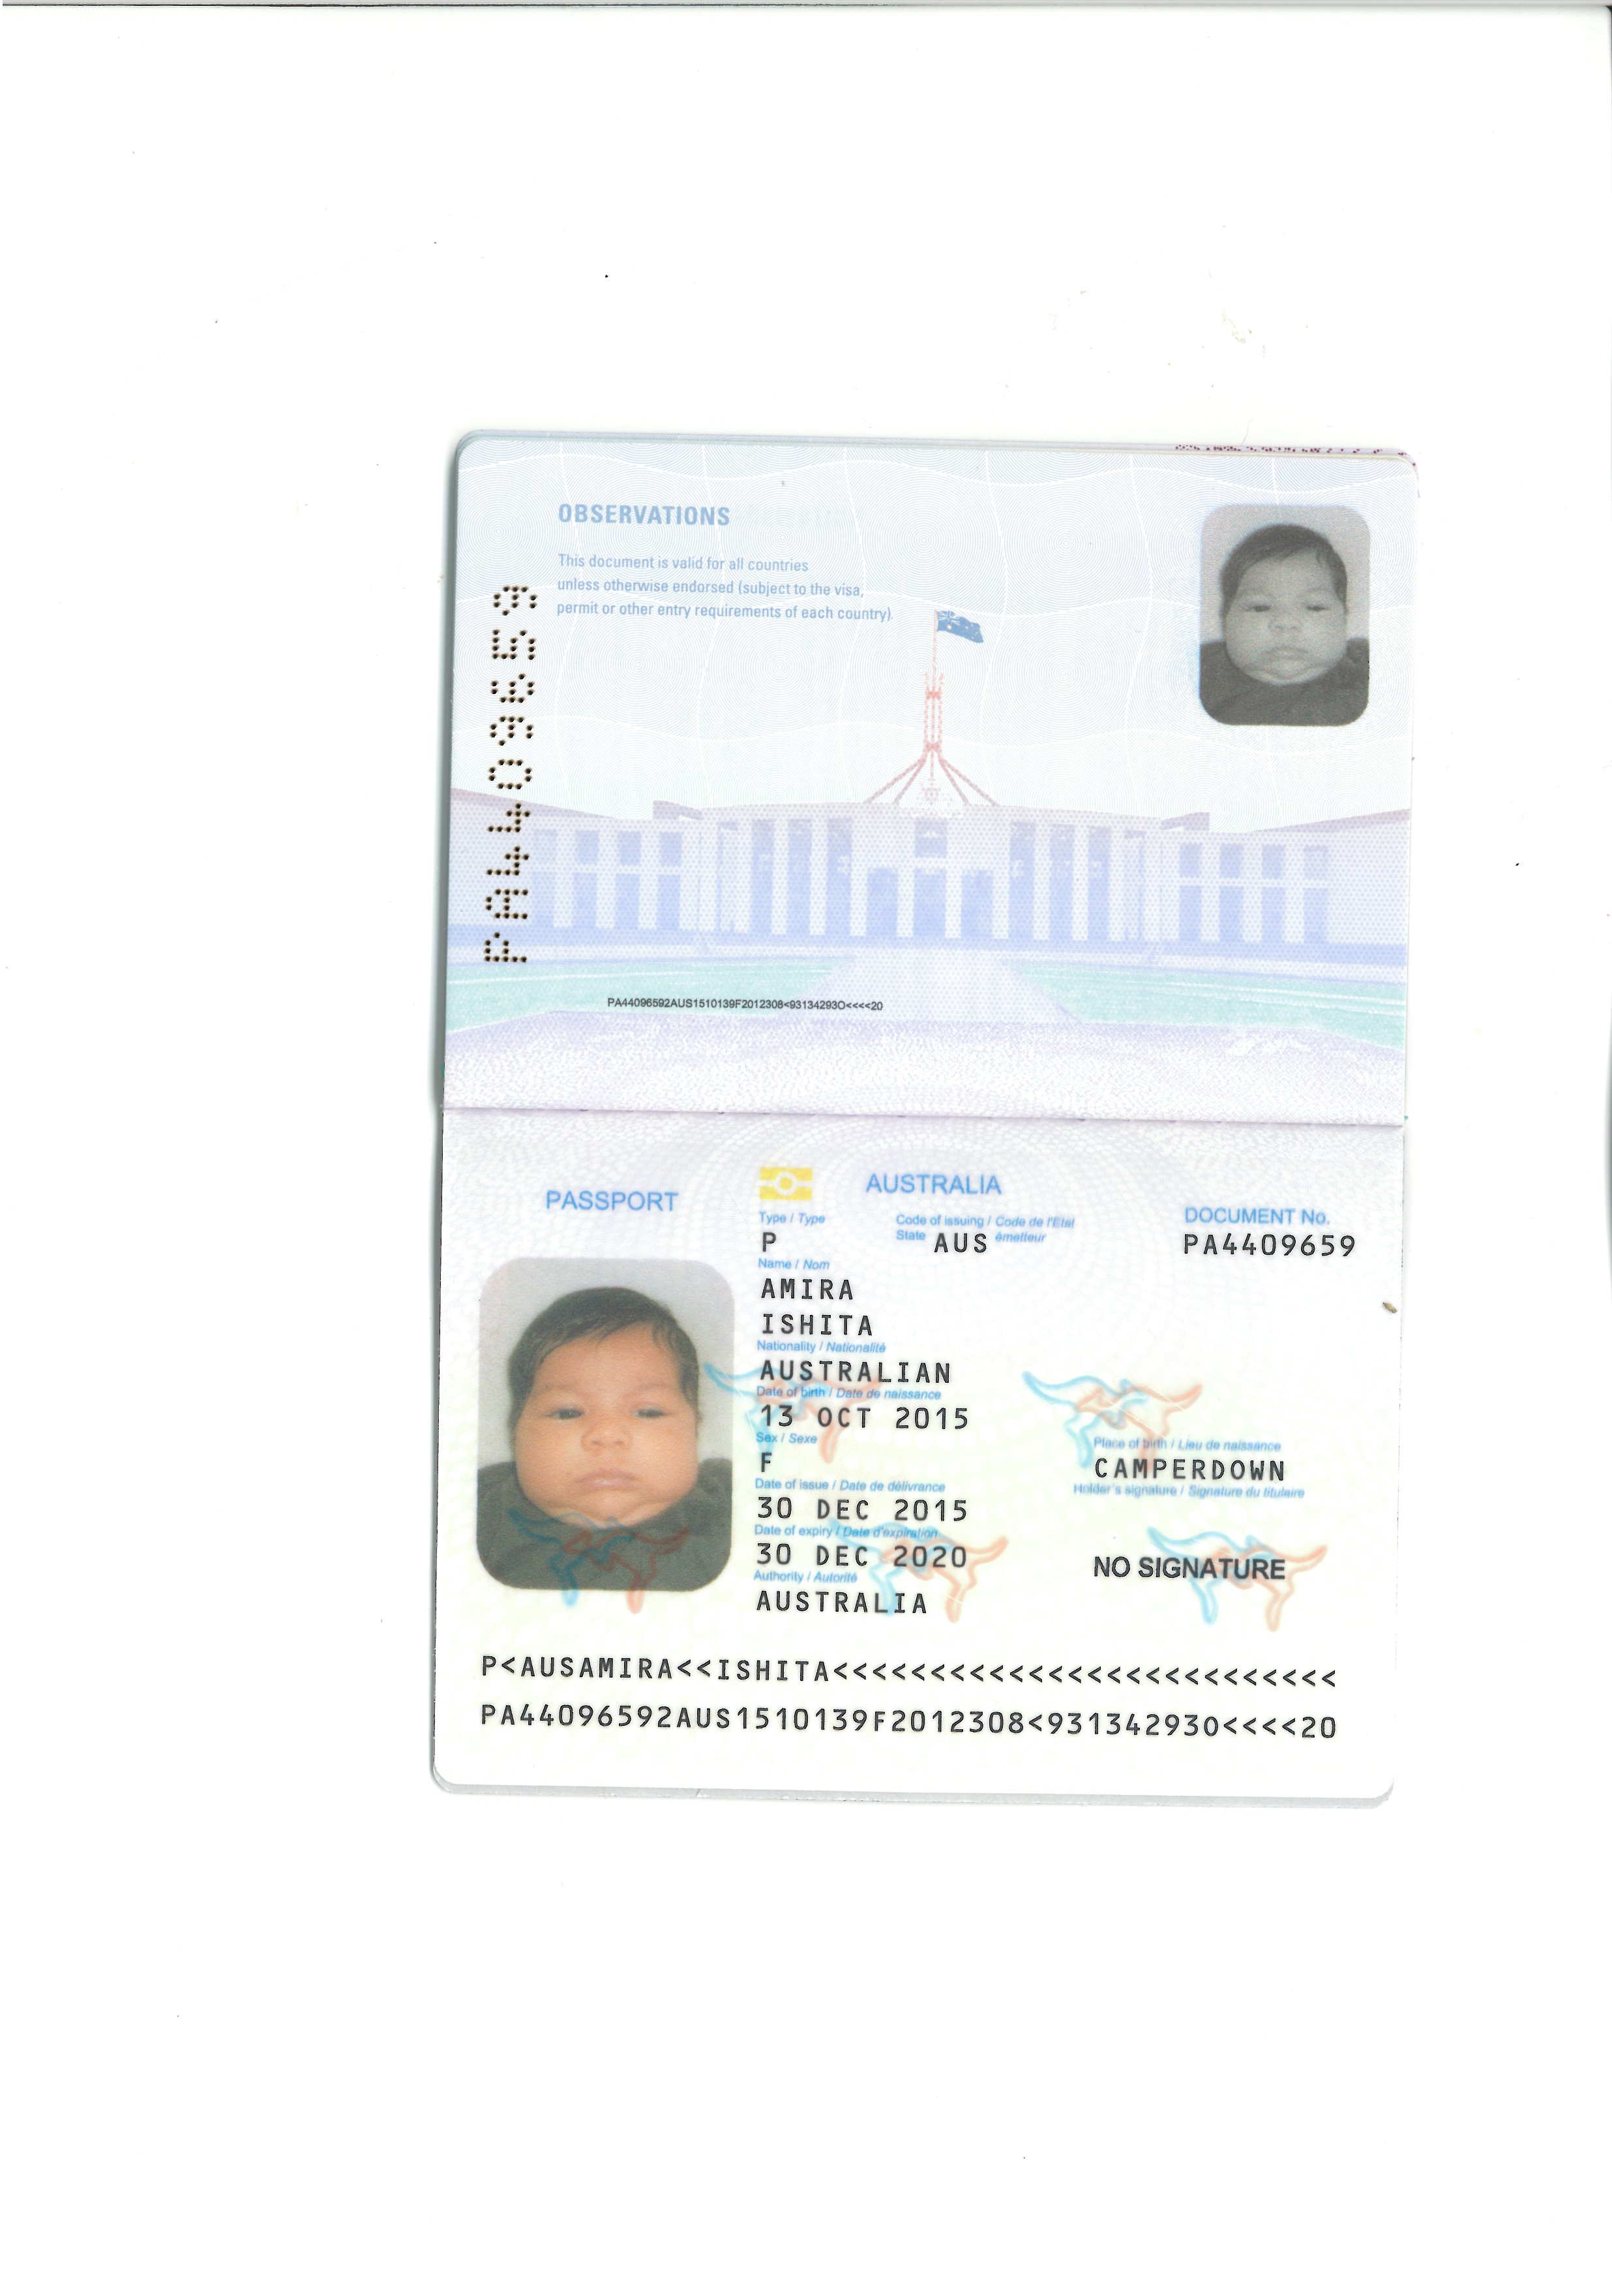 OBSERVATIONS
This document is valid for all countries
unless otherwise endorsed (subject to the visa,
permit or other entry requirements of each country).
PA4409659
PA44096592AUS1510139F2012308<931342930<<<<20
PASSPORT
AUSTRALIA
Type / Type
P
Code of issuing / Code de l'Etat
State AUS émetteur
DOCUMENT No.
PA4409659
Name / Nom
AMIRA
ISHITA
Nationality / Nationalité
AUSTRALIAN
Date of birth / Date de naissance
13 OCT 2015
Sex / Sexe
F
Place of birth / Lieu de naissance
CAMPERDOWN
Date of issue / Date de délivrance
30 DEC 2015
Holder's signature / Signature du titulaire
Date of expiry / Date d'expiration
30 DEC 2020
NO SIGNATURE
Authority / Autorité
AUSTRALIA
P<AUSAMIRA<<ISHITA<<<<<<<<<<<<<<<<<<<<<<<<<<
PA44096592AUS1510139F2012308<931342930<<<<20